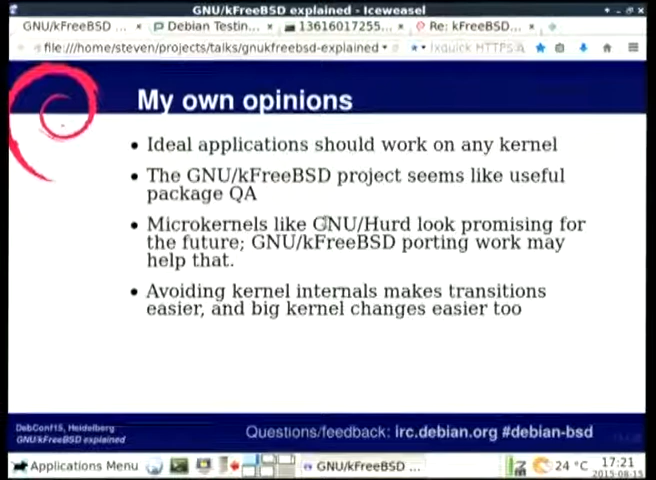 GNU/kFreeBSD explained - Iceweasel
GNU/kFreeBSD ... × Debian Testin... × 13616017255... × Re: kFreeBSD... ×
file:///home/steven/projects/talks/gnukfreebsd-explained Ixquick HTTPS
My own opinions
• Ideal applications should work on any kernel
• The GNU/kFreeBSD project seems like useful
package QA
• Microkernels like GNU/Hurd look promising for
the future; GNU/kFreeBSD porting work may
help that.
• Avoiding kernel internals makes transitions
easier, and big kernel changes easier too
DebConf15, Heidelberg
GNU/kFreeBSD explained
Questions/feedback: irc.debian.org #debian-bsd
Applications Menu GNU/kFreeBSD ... 24 °C 17:21
2015-08-15